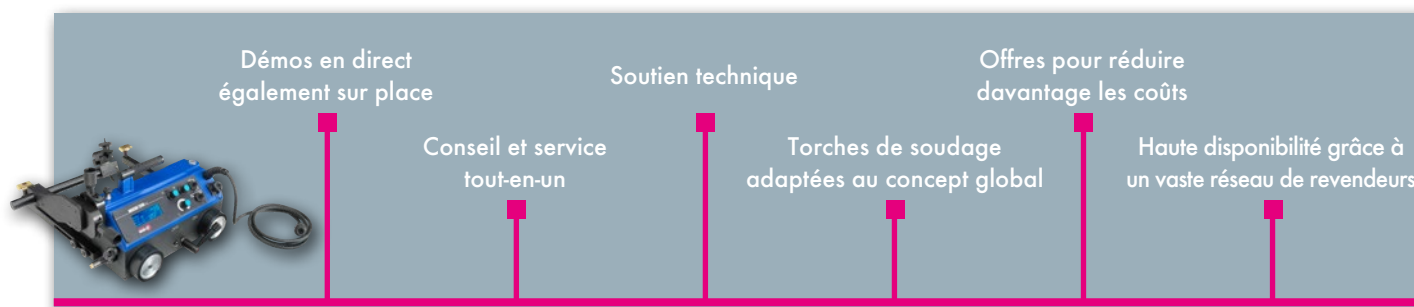 Démos en direct
également sur place
Conseil et service
tout-en-un
Soutien technique
Torches de soudage
adaptées au concept global
Offres pour réduire
davantage les coûts
Haute disponibilité grâce à
un vaste réseau de revendeurs